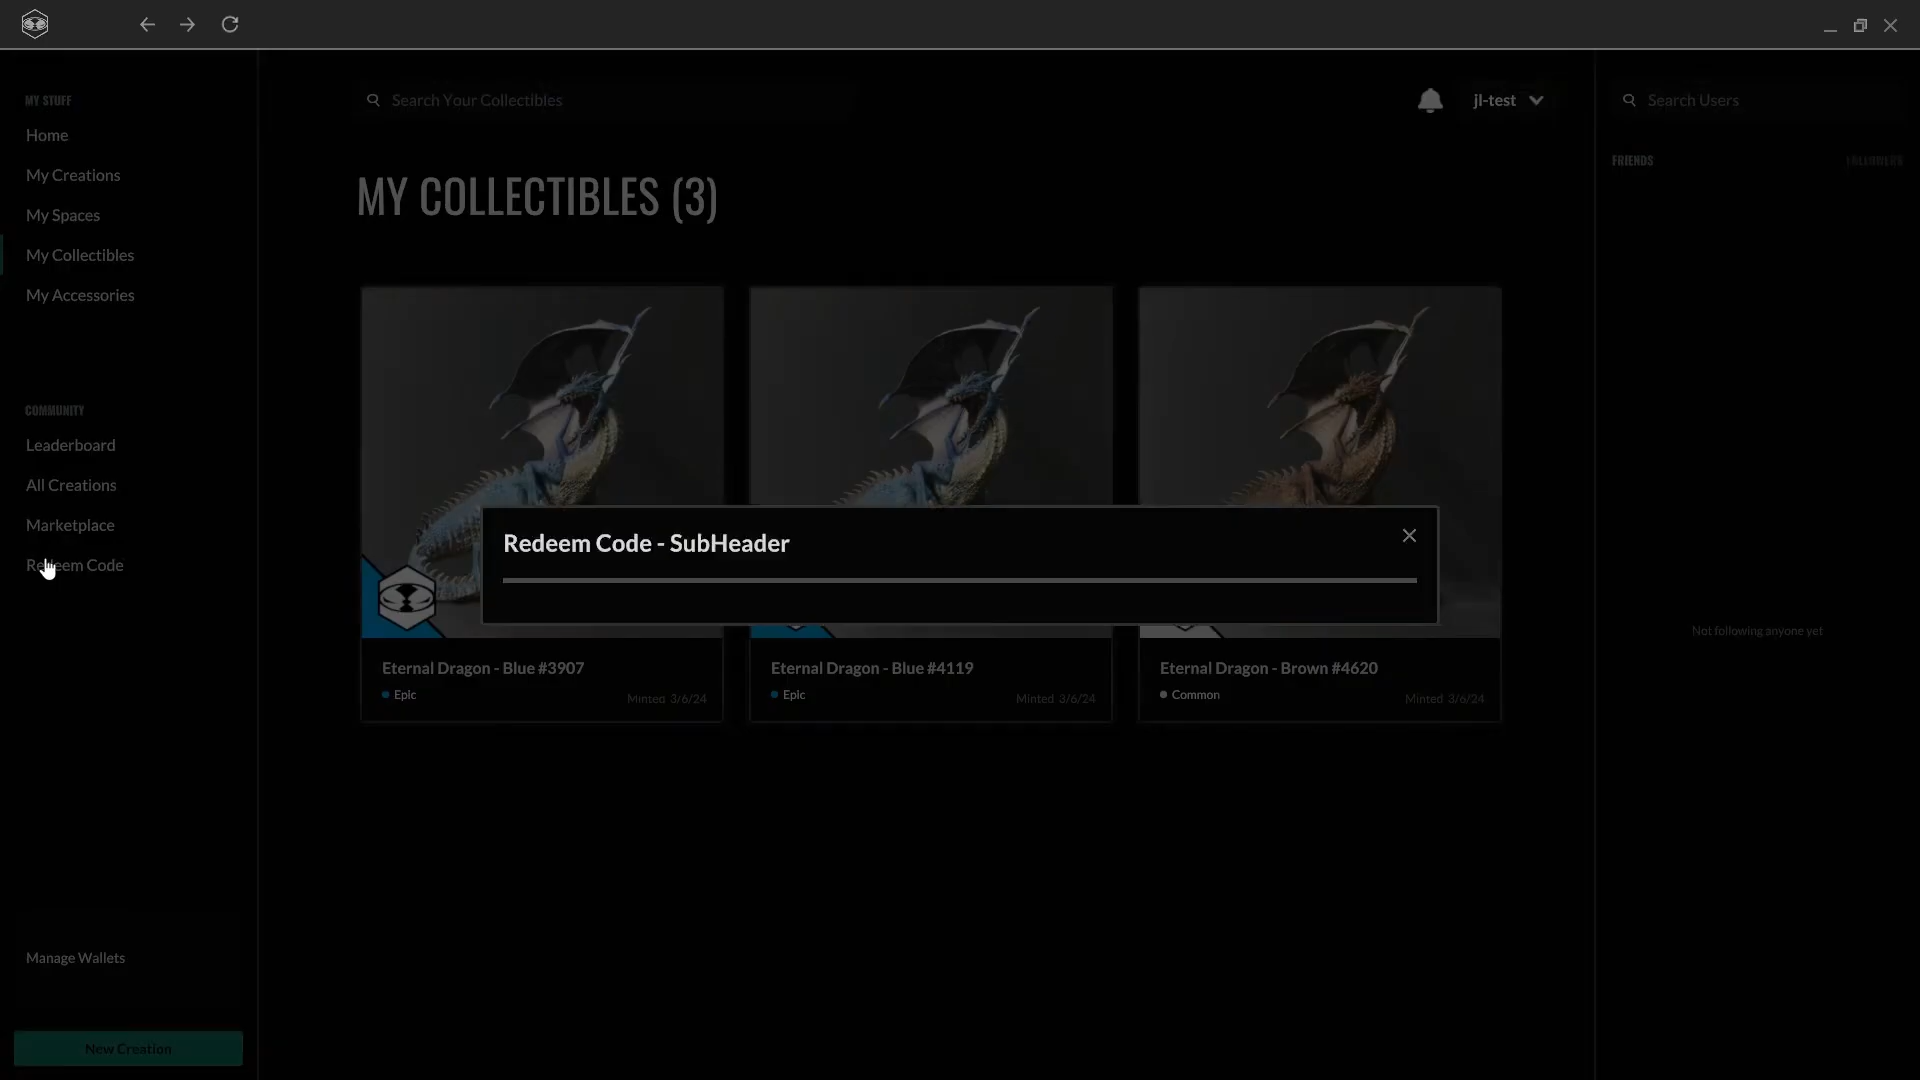 MY STUFF
Home
My Creations
My Spaces
My Collectibles
My Accessories
COMMUNITY
Leaderboard
All Creations
Marketplace
Redeem Code
Manage Wallets
New Creation
Search Your Collectibles
jl-test
MY COLLECTIBLES (3)
Redeem Code - SubHeader
Eternal Dragon - Blue #3907
Epic
Minted 3/6/24
Eternal Dragon - Blue #4119
Epic
Minted 3/6/24
Eternal Dragon - Brown #4620
Common
Minted 3/6/24
Search Users
FRIENDS
FOLLOWERS
Not following anyone yet